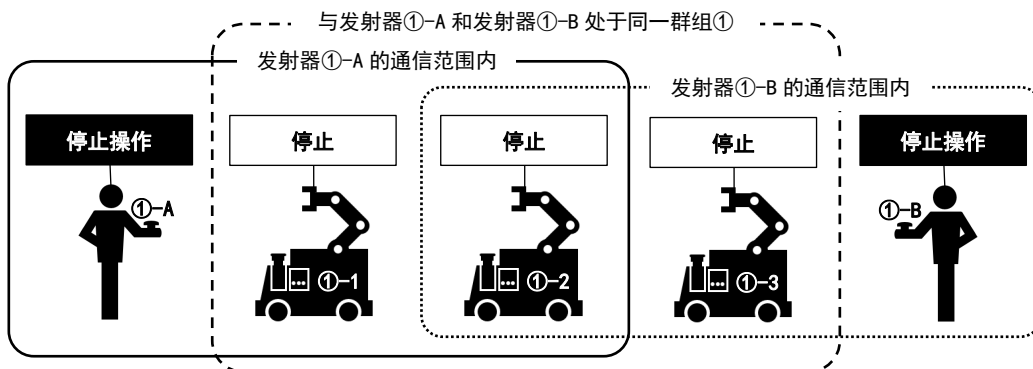 与发射器①-A 和发射器①-B 处于同一群组①
发射器①-A 的通信范围内
发射器①-B 的通信范围内
停止操作
停止
停止
停止
停止操作
①-A
①-B
①-1
①-2
①-3